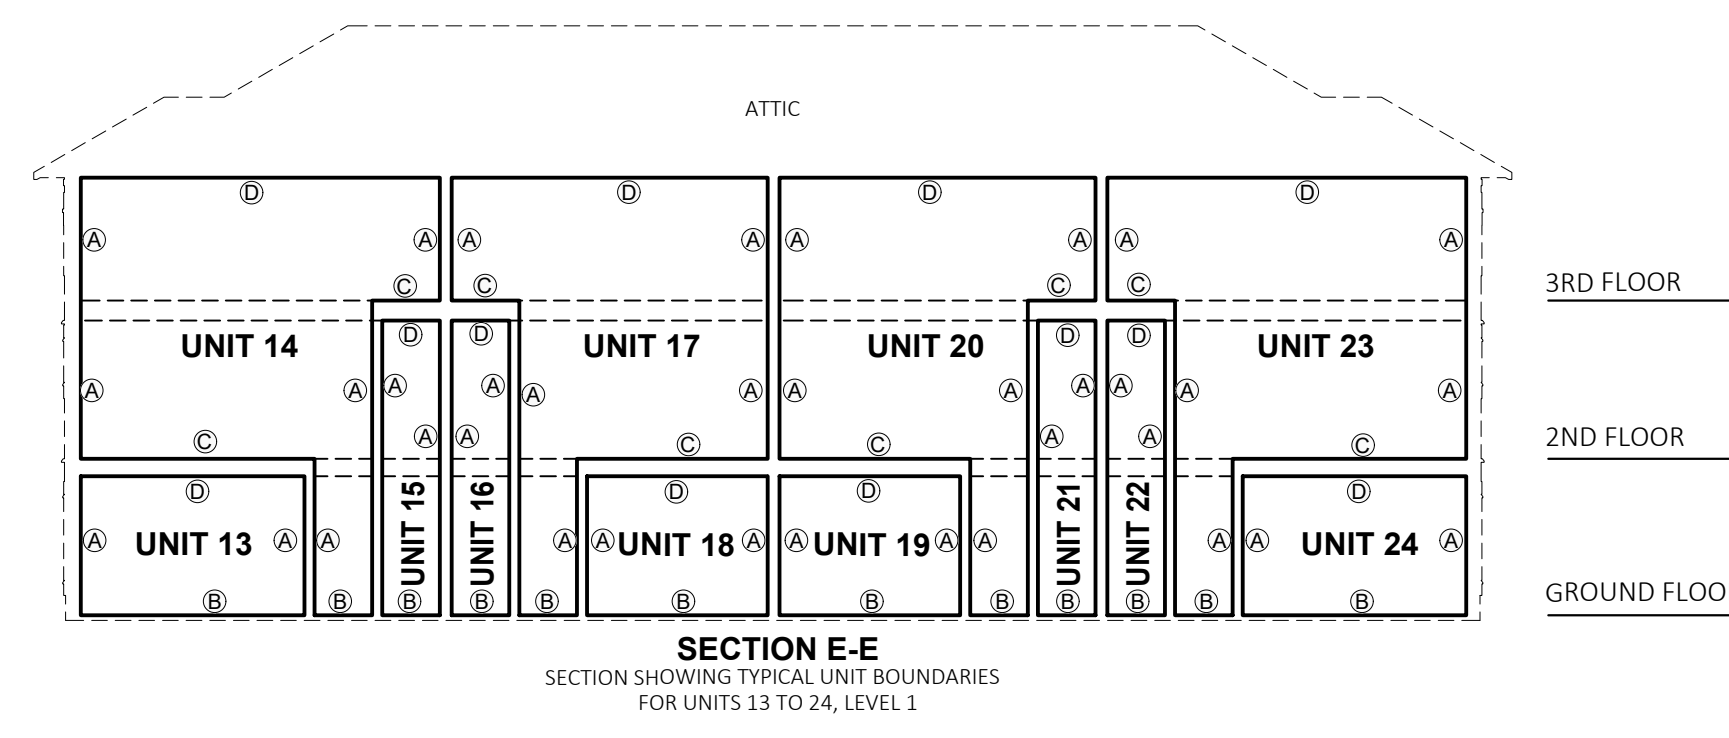 ATTIC
D D D D
A A A A A A A A
C C C C
3RD FLOOR
D D D D
UNIT 14 UNIT 17 UNIT 20 UNIT 23
A A A A A A A A A A A A
A A A A
C C C C
2ND FLOOR
D D D D
UNIT 15 UNIT 16 UNIT 21 UNIT 22
A UNIT 13 A A A A UNIT 18 A A UNIT 19 A A A A UNIT 24 A
B B B B B B B B B B B B
GROUND FLOO
SECTION E-E
SECTION SHOWING TYPICAL UNIT BOUNDARIES
FOR UNITS 13 TO 24, LEVEL 1